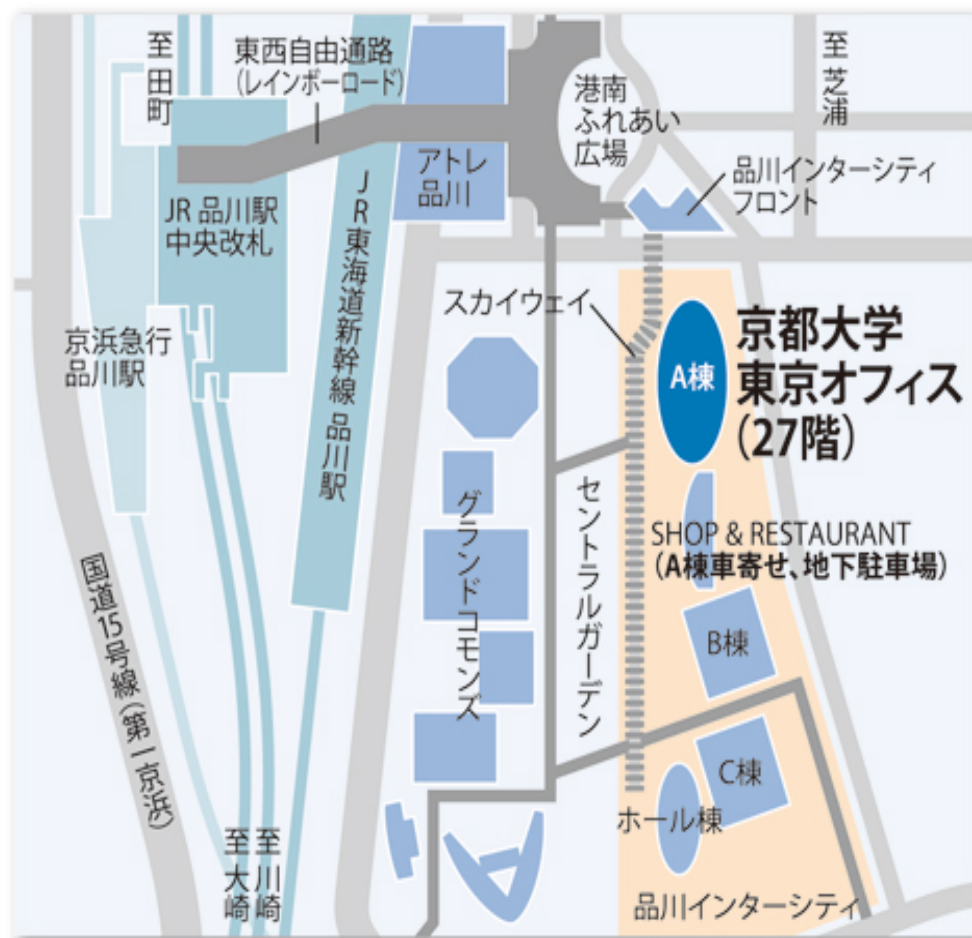 至田町
東西自由通路
(レインボーロード)
港南
ふれあい
広場
至芝浦
アトレ
品川
品川インターシティ
フロント
JR 品川駅
中央改札
JR東海道新幹線 品川駅
スカイウェイ
京浜急行
品川駅
A棟
京都大学
東京オフィス
(27階)
グランドコモンズ
セントラルガーデン
SHOP & RESTAURANT
(A棟車寄せ、地下駐車場)
国道15号線(第一京浜)
B棟
C棟
ホール棟
至大崎
至川崎
品川インターシティ